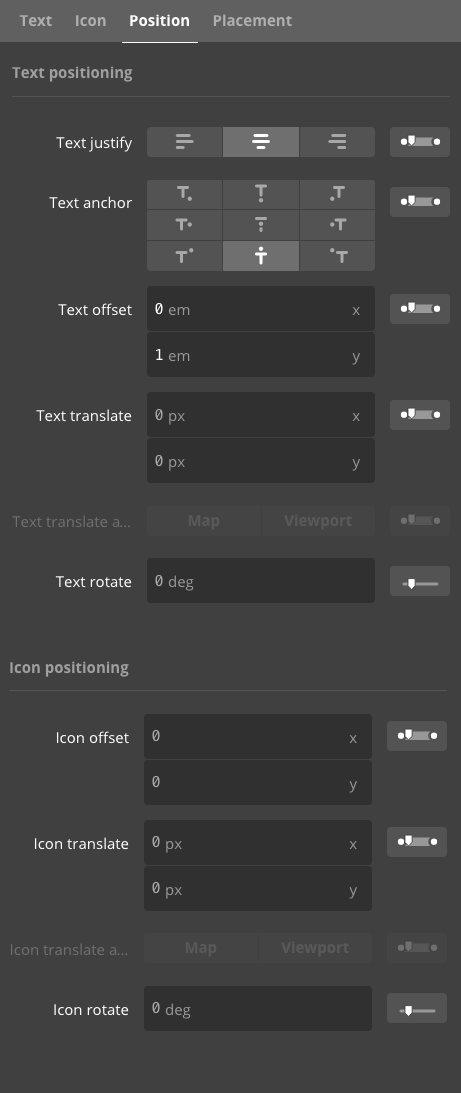 Text Icon Position Placement
Text positioning
Text justify
Text anchor
Text offset 0 em x
1 em y
Text translate 0 px x
0 px y
Text translate a... Map Viewport
Text rotate 0 deg
Icon positioning
Icon offset 0 x
0 y
Icon translate 0 px x
0 px y
Icon translate a... Map Viewport
Icon rotate 0 deg